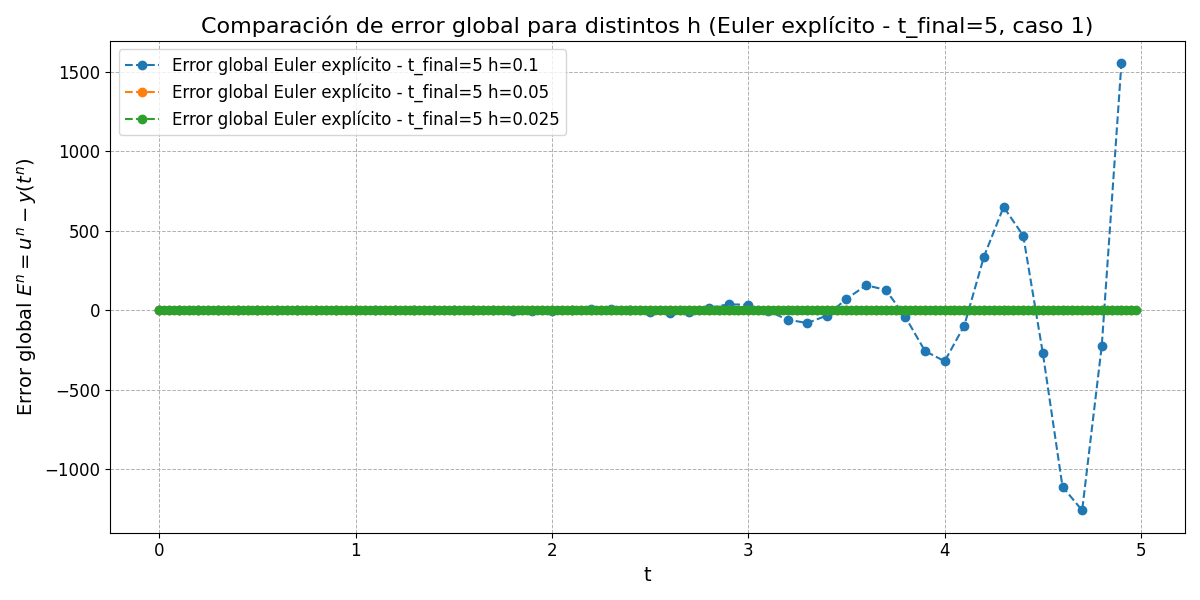 Comparación de error global para distintos h (Euler explícito - t_final=5, caso 1)
Error global Euler explícito - t_final=5 h=0.1
Error global Euler explícito - t_final=5 h=0.05
Error global Euler explícito - t_final=5 h=0.025
Error global $E^n = u^n - y(t^n)$
1500
1000
500
0
−500
−1000
0 1 2 3 4 5
t